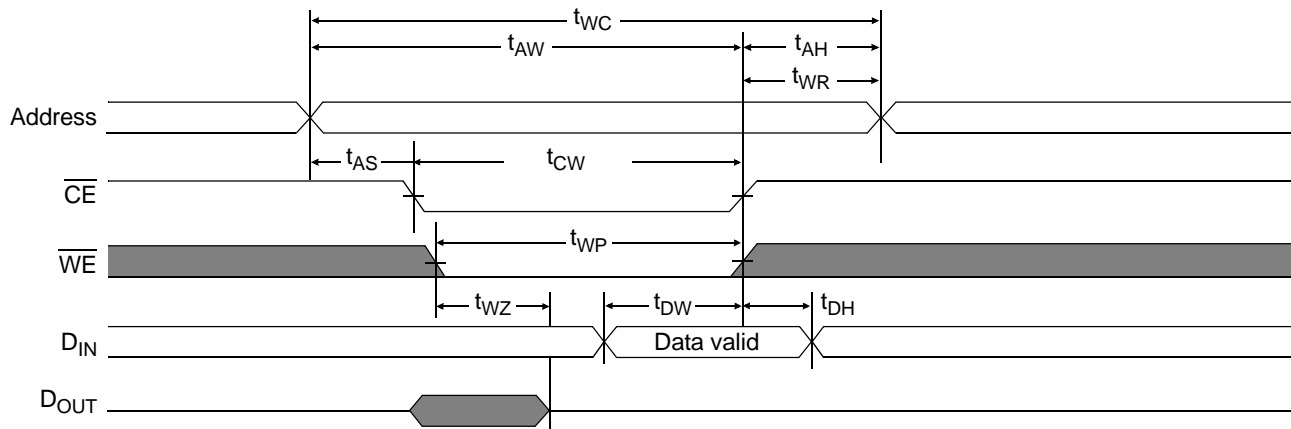 tWC
tAW tAH
tWR
Address
tAS tCW
CE
tWP
WE
tWZ tDW tDH
DIN Data valid
DOUT